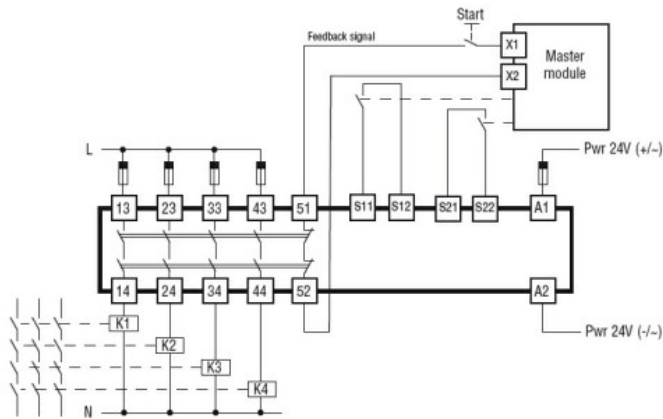 Start
Feedback signal
X1
Master
module
X2
L
Pwr 24V (+/~)
13 23 33 43 51 S11 S12 S21 S22 A1
14 24 34 44 52 A2
K1
Pwr 24V (-/~)
K2
K3
K4
N